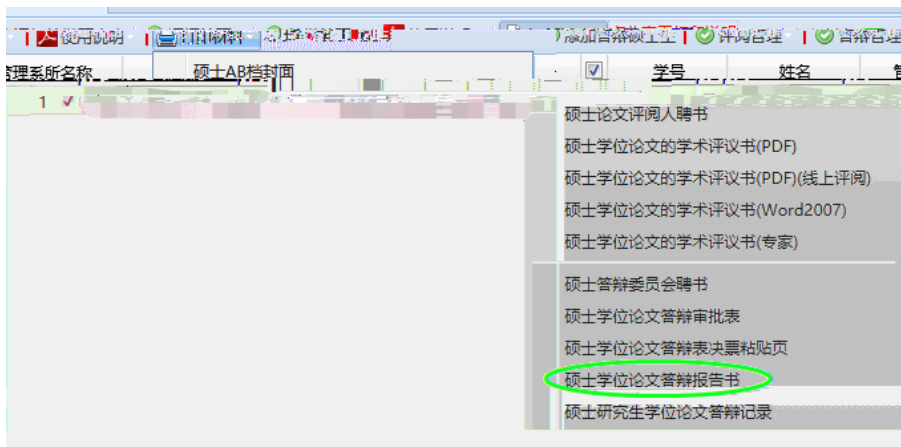 使用说明 打印材料 添加答辩硕士生 评阅管理 答辩管理
管理系所名称 硕士AB档封面 学号 姓名
1
硕士论文评阅人聘书
硕士学位论文的学术评议书(PDF)
硕士学位论文的学术评议书(PDF)(线上评阅)
硕士学位论文的学术评议书(Word2007)
硕士学位论文的学术评议书(专家)
硕士答辩委员会聘书
硕士学位论文答辩审批表
硕士学位论文答辩表决票粘贴页
硕士学位论文答辩报告书
硕士研究生学位论文答辩记录